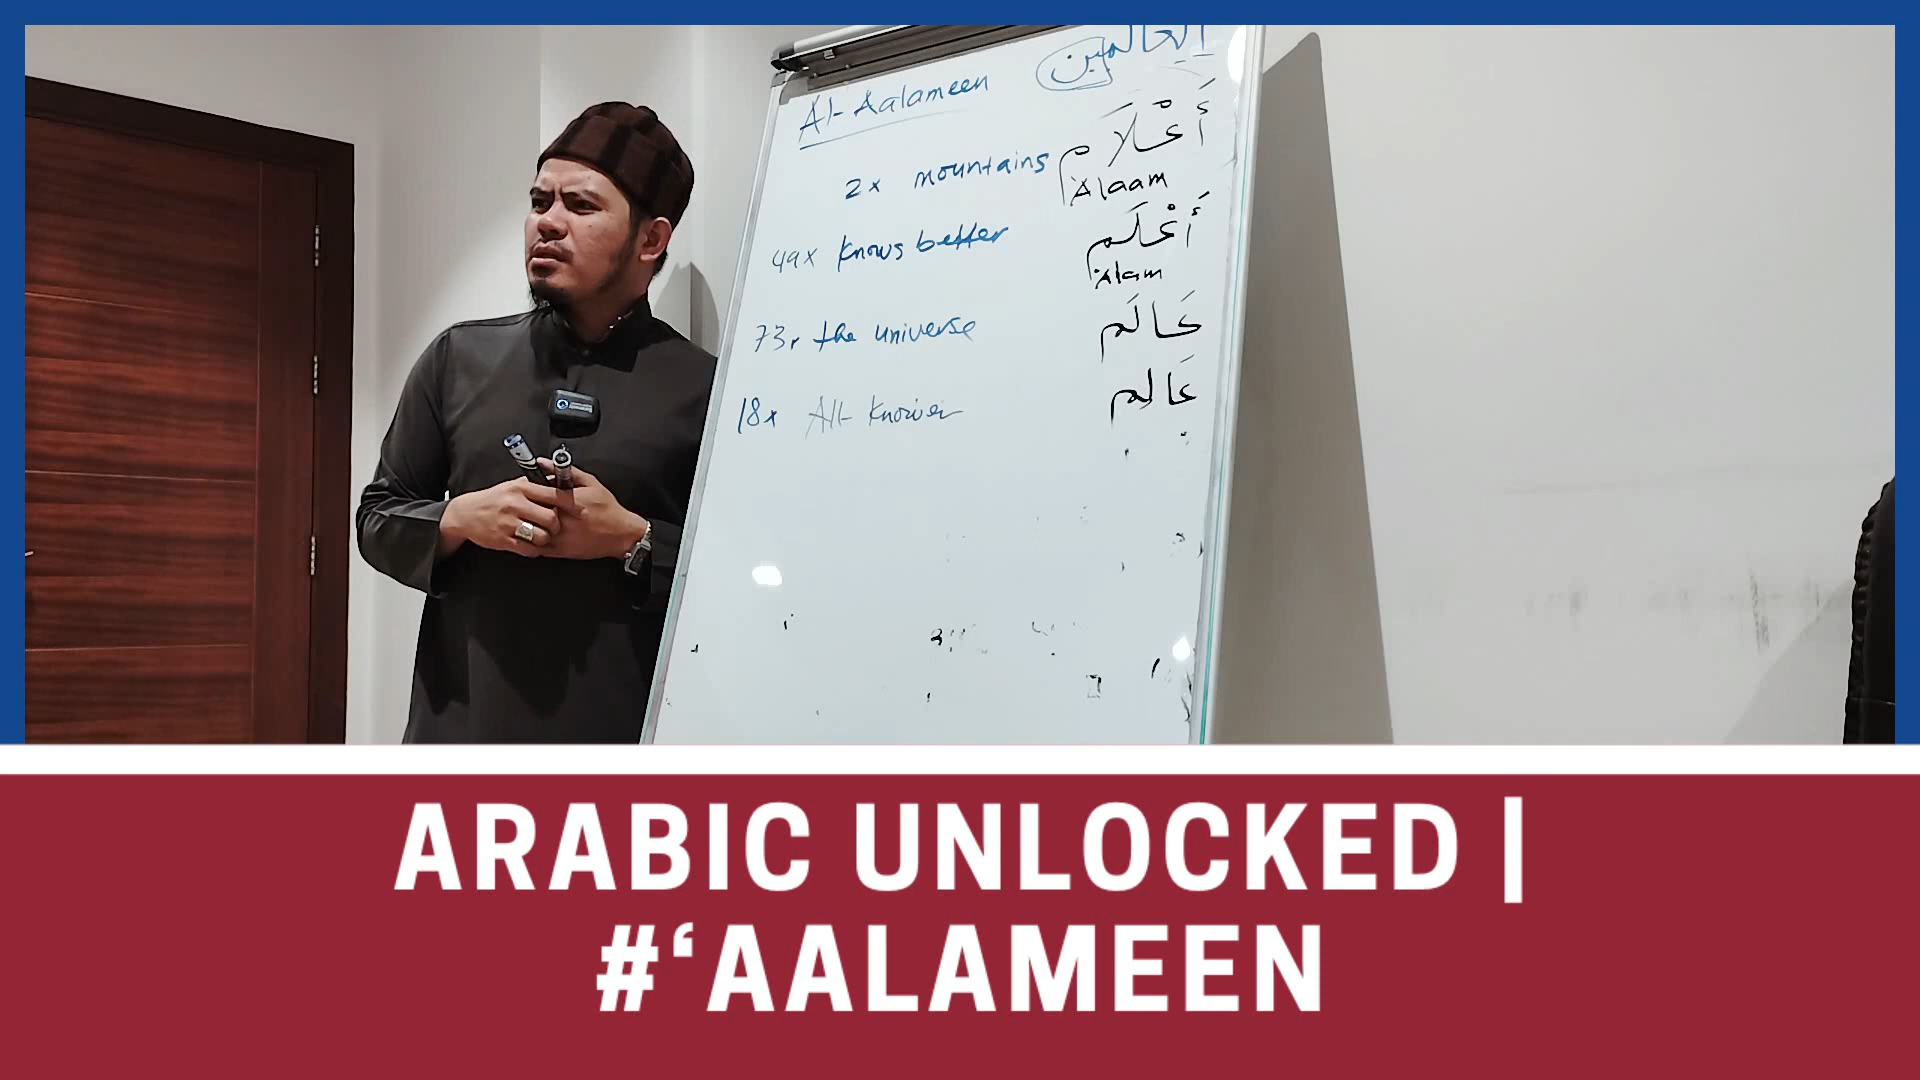 العالمين
Al-Aalameen
2x mountains أَعْلَام
Alaam
49x knows better أَعْلَم
Alam
73x the universe عَالَم
18x All-Knower عَالِم
ARABIC UNLOCKED |
#‘AALAMEEN